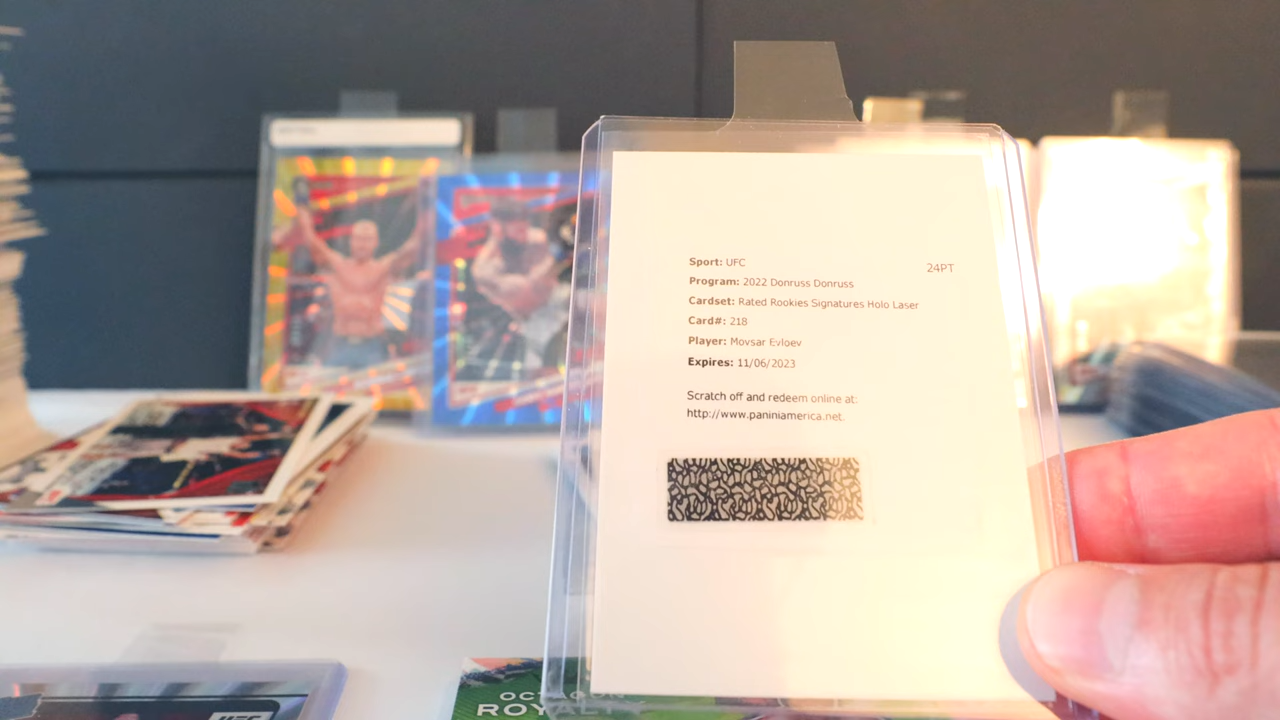 Sport: UFC
24PT
Program: 2022 Donruss Donruss
Cardset: Rated Rookies Signatures Holo Laser
Card#: 218
Player: Movsar Evloev
Expires: 11/06/2023
Scratch off and redeem online at:
http://www.paniniamerica.net.
UFC
OCTAGON
ROYALTY